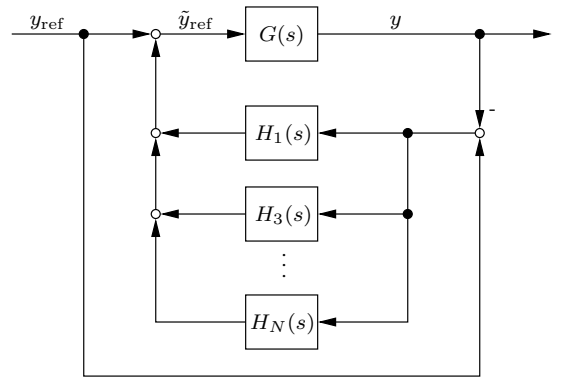 y_ref ỹ_ref G(s) y
-
H_1(s)
H_3(s)
⋮
H_N(s)